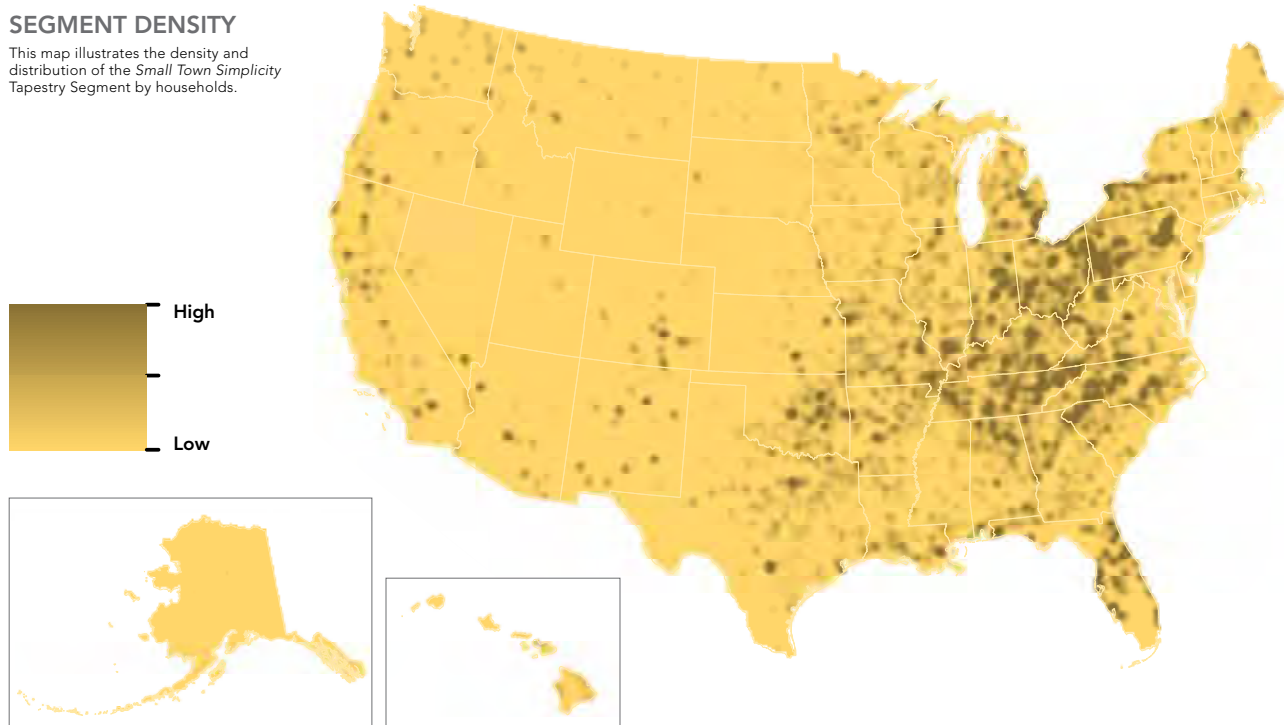 SEGMENT DENSITY
This map illustrates the density and
distribution of the Small Town Simplicity
Tapestry Segment by households.
High
Low